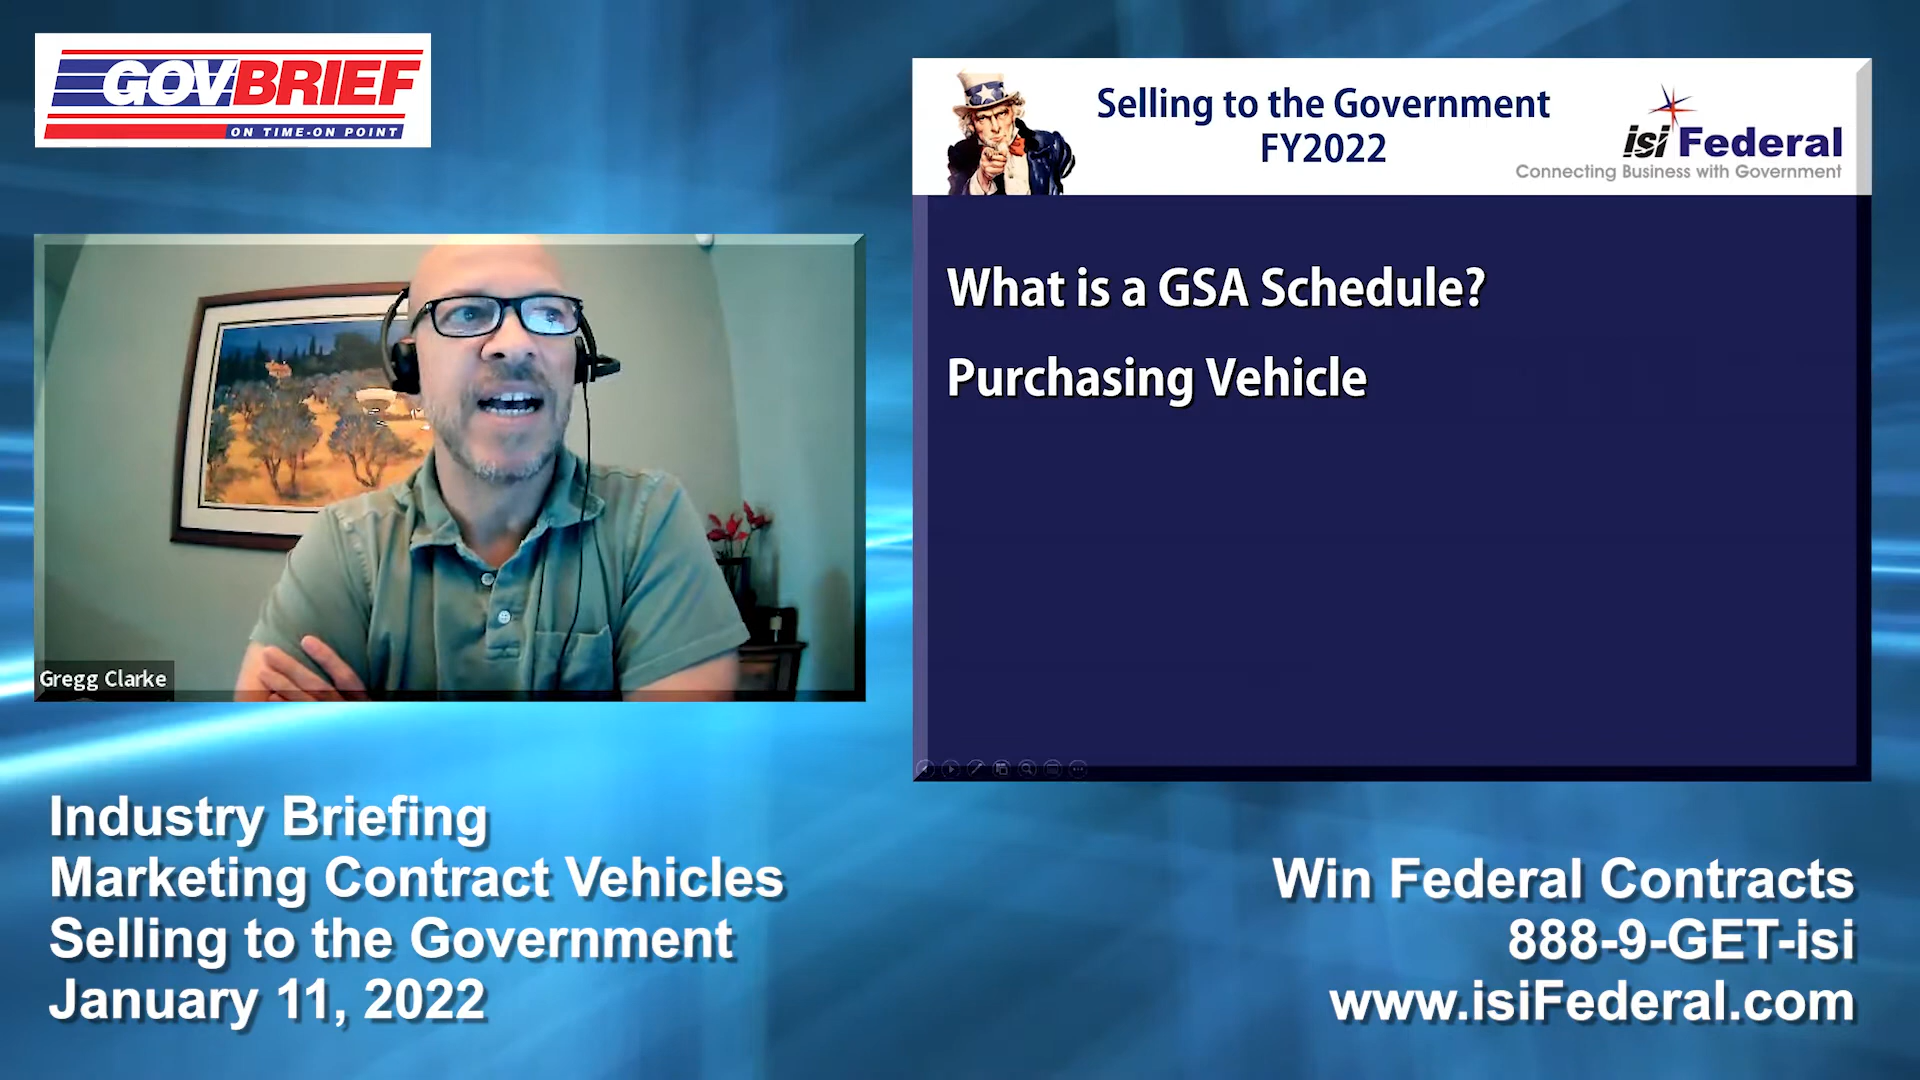 GOVBRIEF
ON TIME-ON POINT
Selling to the Government
FY2022
isi Federal
Connecting Business with Government
What is a GSA Schedule?
Purchasing Vehicle
Gregg Clarke
Industry Briefing
Marketing Contract Vehicles
Selling to the Government
January 11, 2022
Win Federal Contracts
888-9-GET-isi
www.isiFederal.com